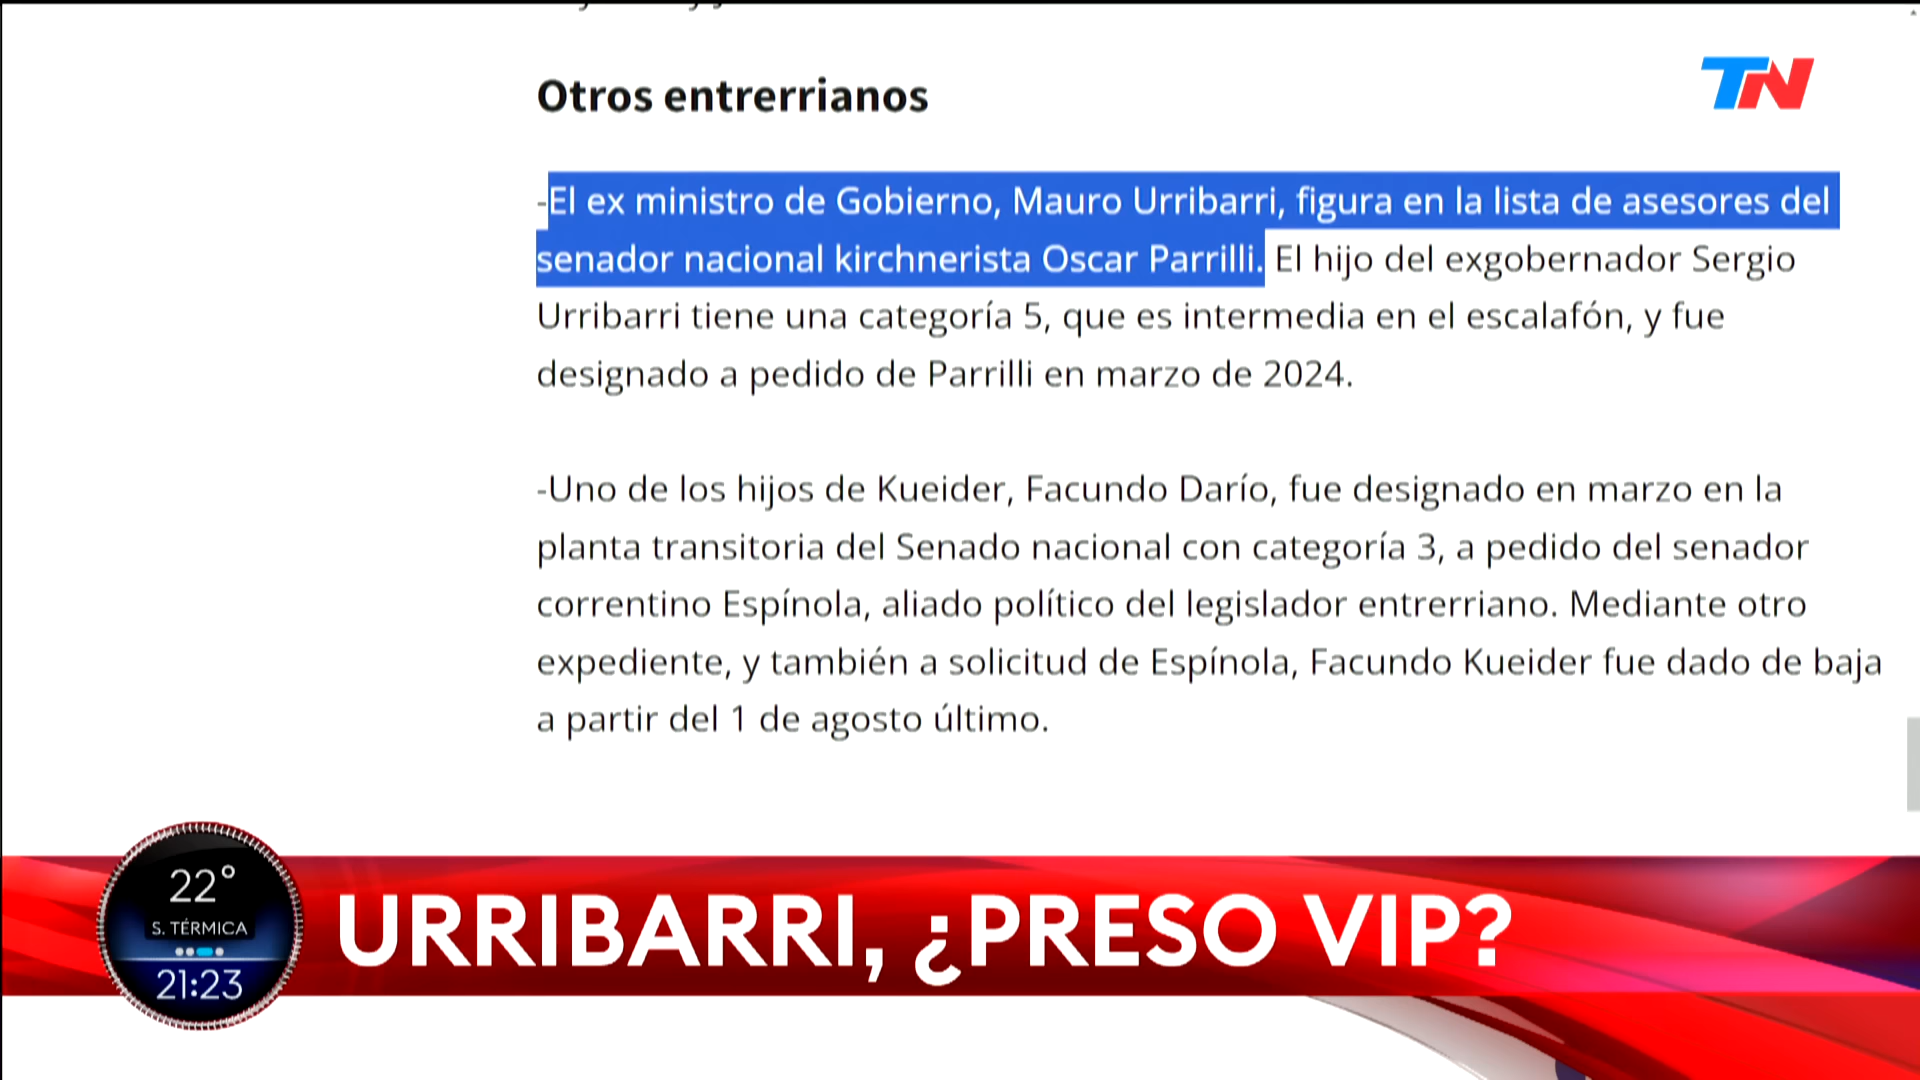 Otros entrerrianos
TN
-El ex ministro de Gobierno, Mauro Urribarri, figura en la lista de asesores del
senador nacional kirchnerista Oscar Parrilli. El hijo del exgobernador Sergio
Urribarri tiene una categoría 5, que es intermedia en el escalafón, y fue
designado a pedido de Parrilli en marzo de 2024.
-Uno de los hijos de Kueider, Facundo Darío, fue designado en marzo en la
planta transitoria del Senado nacional con categoría 3, a pedido del senador
correntino Espínola, aliado político del legislador entrerriano. Mediante otro
expediente, y también a solicitud de Espínola, Facundo Kueider fue dado de baja
a partir del 1 de agosto último.
22°
S. TÉRMICA
21:23
URRIBARRI, ¿PRESO VIP?